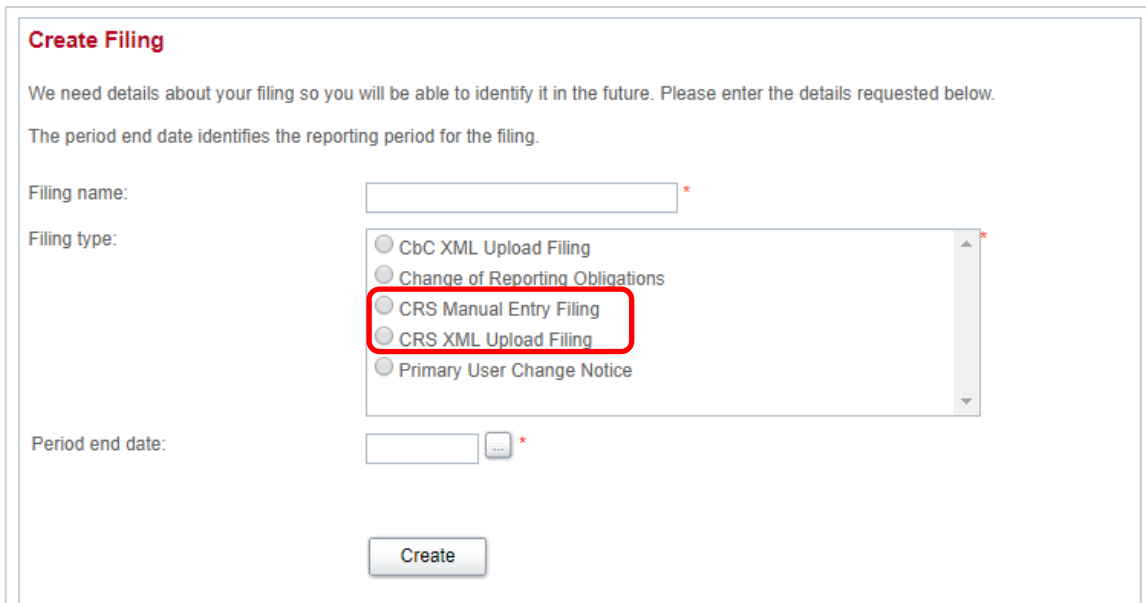 Create Filing
We need details about your filing so you will be able to identify it in the future. Please enter the details requested below.
The period end date identifies the reporting period for the filing.
Filing name: *
Filing type: *
CbC XML Upload Filing
Change of Reporting Obligations
CRS Manual Entry Filing
CRS XML Upload Filing
Primary User Change Notice
Period end date: ... *
Create